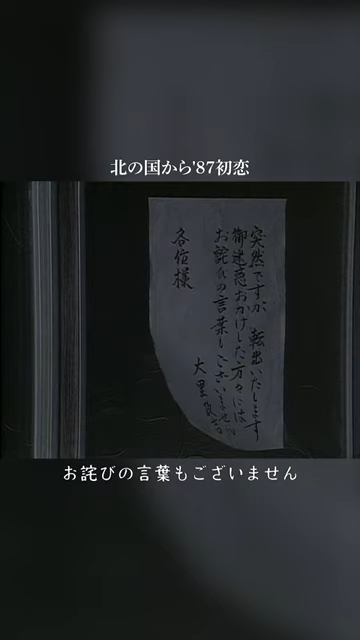 北の国から'87初恋
突然ですが 転出いたします
御迷惑おかけした方々には
お詫びの言葉もございません
大里良吉
各位様
お詫びの言葉もございません